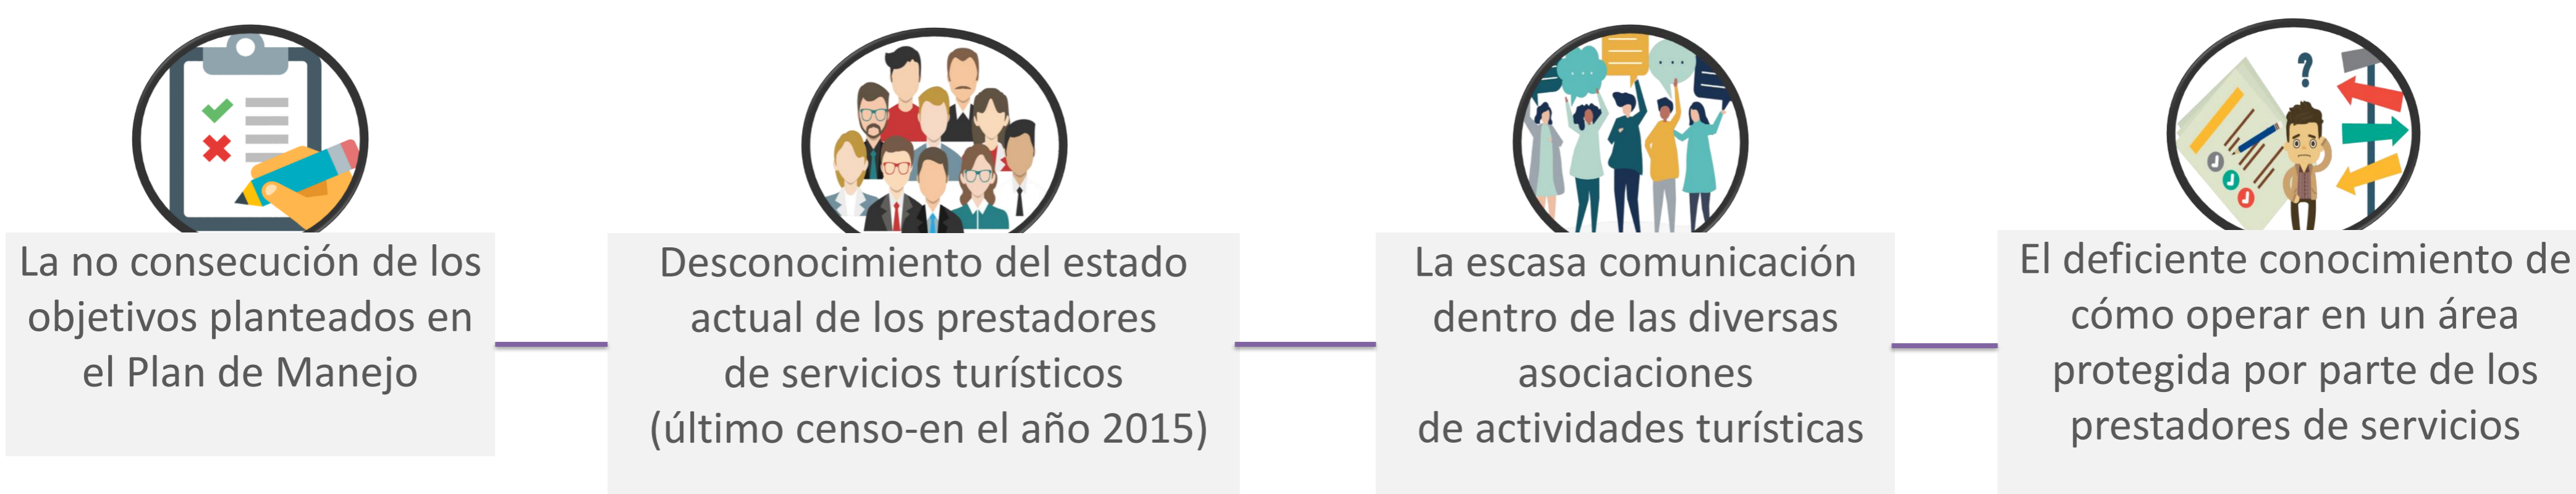 La no consecución de los
objetivos planteados en
el Plan de Manejo
Desconocimiento del estado
actual de los prestadores
de servicios turísticos
(último censo-en el año 2015)
La escasa comunicación
dentro de las diversas
asociaciones
de actividades turísticas
?
El deficiente conocimiento de
cómo operar en un área
protegida por parte de los
prestadores de servicios